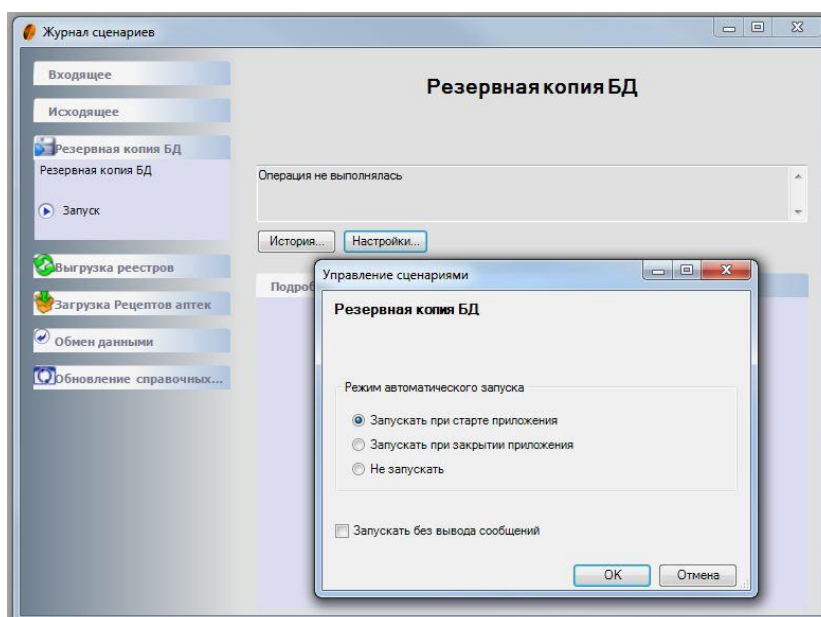 Журнал сценариев
Входящее
Исходящее
Резервная копия БД
Резервная копия БД
Запуск
Выгрузка реестров
Загрузка Рецептов аптек
Обмен данными
Обновление справочных...
Резервная копия БД
Операция не выполнялась
История... Настройки...
Подроб
Управление сценариями
Резервная копия БД
Режим автоматического запуска
Запускать при старте приложения
Запускать при закрытии приложения
Не запускать
Запускать без вывода сообщений
OK Отмена